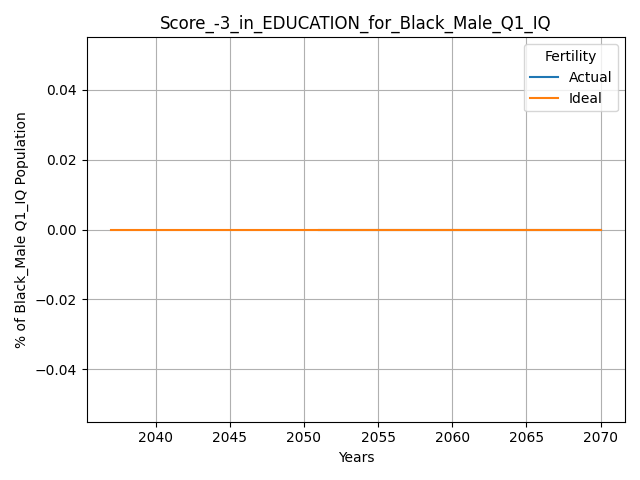 Score_-3_in_EDUCATION_for_Black_Male_Q1_IQ
Fertility
Actual
Ideal
% of Black_Male Q1_IQ Population
0.04
0.02
0.00
−0.02
−0.04
2040 2045 2050 2055 2060 2065 2070
Years